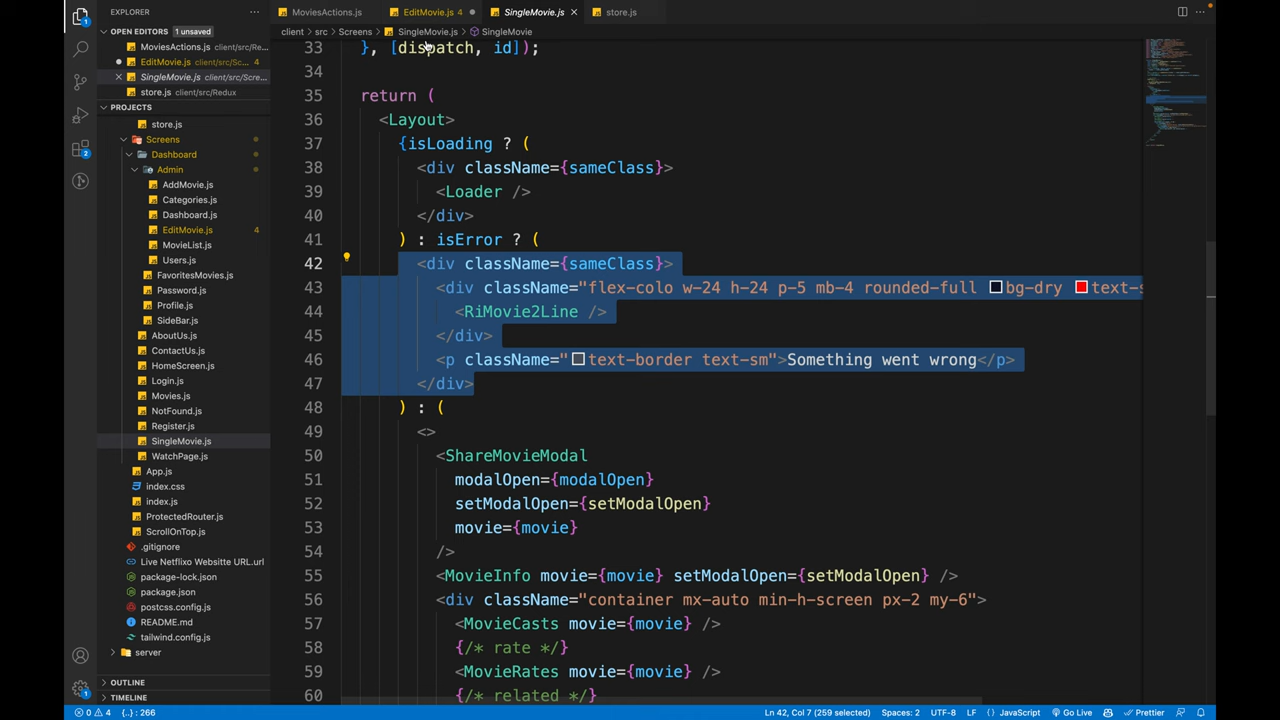 EXPLORER
OPEN EDITORS 1 unsaved
MoviesActions.js client/src/Re...
EditMovie.js client/src/Sc...
SingleMovie.js client/src/Scre...
store.js client/src/Redux
PROJECTS
store.js
Screens
Dashboard
Admin
AddMovie.js
Categories.js
Dashboard.js
EditMovie.js 4
MovieList.js
Users.js
FavoritesMovies.js
Password.js
Profile.js
SideBar.js
AboutUs.js
ContactUs.js
HomeScreen.js
Login.js
Movies.js
NotFound.js
Register.js
SingleMovie.js
WatchPage.js
App.js
index.css
index.js
ProtectedRouter.js
ScrollOnTop.js
.gitignore
Live Netflixo Websitte URL.url
package-lock.json
package.json
postcss.config.js
README.md
tailwind.config.js
server
OUTLINE
TIMELINE
1
2
MoviesActions.js EditMovie.js 4 SingleMovie.js store.js
client > src > Screens > SingleMovie.js > SingleMovie
33 }, [dispatch, id]);
34
35 return (
36 <Layout>
37 {isLoading ? (
38 <div className={sameClass}>
39 <Loader />
40 </div>
41 ) : isError ? (
42 <div className={sameClass}>
43 <div className="flex-colo w-24 h-24 p-5 mb-4 rounded-full bg-dry text-s
44 <RiMovie2Line />
45 </div>
46 <p className="text-border text-sm">Something went wrong</p>
47 </div>
48 ) : (
49 <>
50 <ShareMovieModal
51 modalOpen={modalOpen}
52 setModalOpen={setModalOpen}
53 movie={movie}
/>
55 <MovieInfo movie={movie} setModalOpen={setModalOpen} />
56 <div className="container mx-auto min-h-screen px-2 my-6">
57 <MovieCasts movie={movie} />
58 {/* rate */}
59 <MovieRates movie={movie} />
60 {/* related */}
0 4 {..} : 266 Ln 42, Col 7 (259 selected) Spaces: 2 UTF-8 LF JavaScript Go Live Prettier